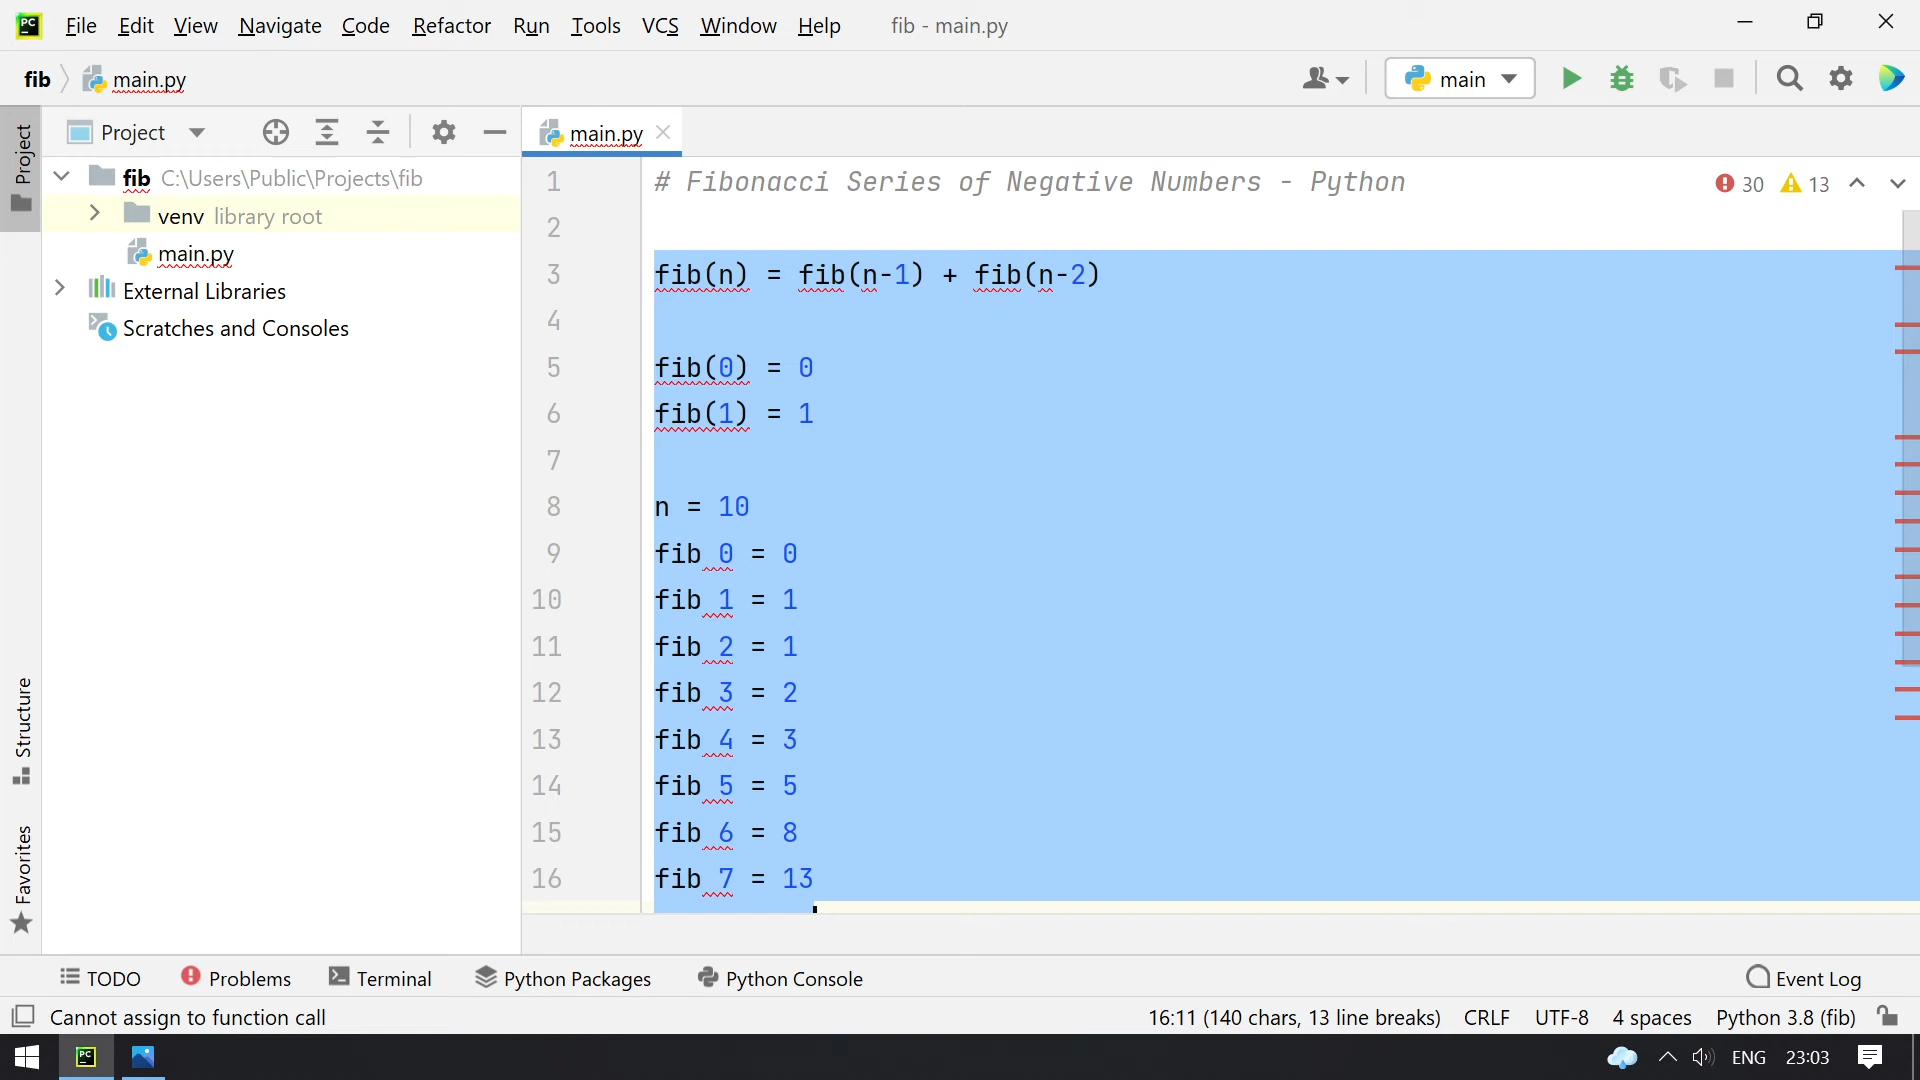 PC File Edit View Navigate Code Refactor Run Tools VCS Window Help fib - main.py
fib main.py main
Project Project main.py
fib C:\Users\Public\Projects\fib
venv library root
main.py
External Libraries
Scratches and Consoles
Structure
Favorites
1 # Fibonacci Series of Negative Numbers - Python 30 13
2
3 fib(n) = fib(n-1) + fib(n-2)
4
5 fib(0) = 0
6 fib(1) = 1
7
8 n = 10
9 fib 0 = 0
10 fib 1 = 1
11 fib 2 = 1
12 fib 3 = 2
13 fib 4 = 3
14 fib 5 = 5
15 fib 6 = 8
16 fib 7 = 13
TODO Problems Terminal Python Packages Python Console Event Log
Cannot assign to function call 16:11 (140 chars, 13 line breaks) CRLF UTF-8 4 spaces Python 3.8 (fib)
PC ENG 23:03